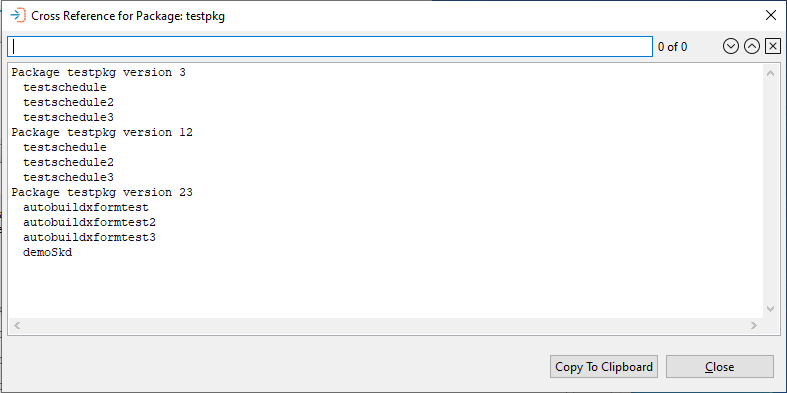 Cross Reference for Package: testpkg
0 of 0
Package testpkg version 3
testschedule
testschedule2
testschedule3
Package testpkg version 12
testschedule
testschedule2
testschedule3
Package testpkg version 23
autobuildxformtest
autobuildxformtest2
autobuildxformtest3
demoSkd
Copy To Clipboard
Close